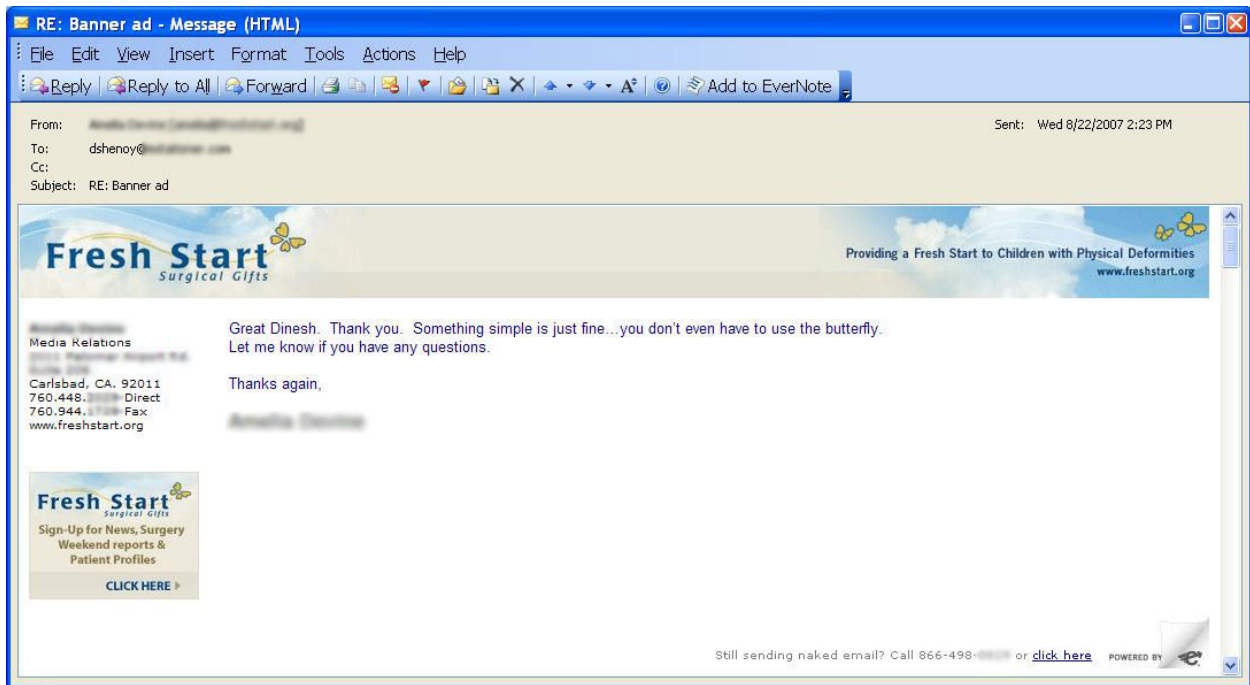 RE: Banner ad - Message (HTML)
File Edit View Insert Format Tools Actions Help
Reply Reply to All Forward Add to EverNote
From:
Sent: Wed 8/22/2007 2:23 PM
To: dshenoy@
Cc:
Subject: RE: Banner ad
Fresh Start
Surgical Gifts
Providing a Fresh Start to Children with Physical Deformities
www.freshstart.org
Media Relations
Carlsbad, CA. 92011
760.448. Direct
760.944. Fax
www.freshstart.org
Great Dinesh. Thank you. Something simple is just fine...you don't even have to use the butterfly.
Let me know if you have any questions.
Thanks again,
Fresh Start
Surgical Gifts
Sign-Up for News, Surgery
Weekend reports &
Patient Profiles
CLICK HERE
Still sending naked email? Call 866-498- or click here POWERED BY